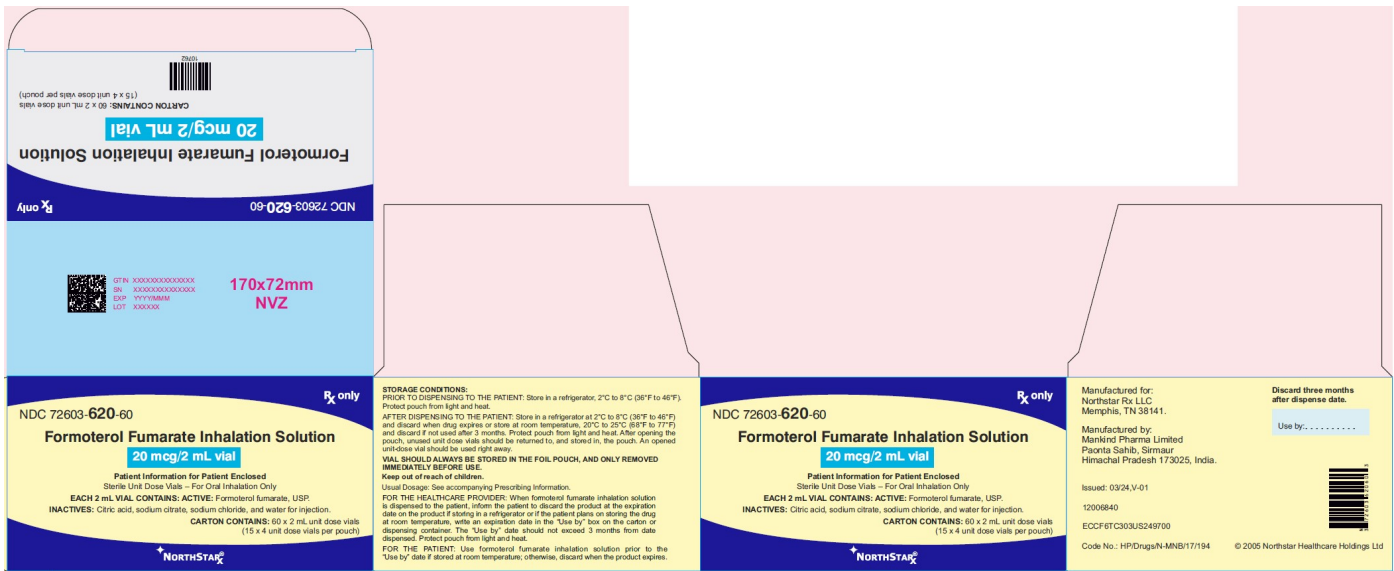 10762
CARTON CONTAINS: 60 x 2 mL unit dose vials
(15 x 4 unit dose vials per pouch)
20 mcg/2 mL vial
Formoterol Fumarate Inhalation Solution
NDC 72603-620-60
Rx only
GTIN XXXXXXXXXXXXXX
SN XXXXXXXXXXXXXX
EXP YYYY/MMM
LOT XXXXXX
170x72mm
NVZ
Rx only
NDC 72603-620-60
Formoterol Fumarate Inhalation Solution
20 mcg/2 mL vial
Patient Information for Patient Enclosed
Sterile Unit Dose Vials – For Oral Inhalation Only
EACH 2 mL VIAL CONTAINS: ACTIVE: Formoterol fumarate, USP.
INACTIVES: Citric acid, sodium citrate, sodium chloride, and water for injection.
CARTON CONTAINS: 60 x 2 mL unit dose vials
(15 x 4 unit dose vials per pouch)
NORTHSTARRx®
STORAGE CONDITIONS:
PRIOR TO DISPENSING TO THE PATIENT: Store in a refrigerator, 2°C to 8°C (36°F to 46°F).
Protect pouch from light and heat.
AFTER DISPENSING TO THE PATIENT: Store in a refrigerator at 2°C to 8°C (36°F to 46°F)
and discard when drug expires or store at room temperature, 20°C to 25°C (68°F to 77°F)
and discard if not used after 3 months. Protect pouch from light and heat. After opening the
pouch, unused unit dose vials should be returned to, and stored in, the pouch. An opened
unit-dose vial should be used right away.
VIAL SHOULD ALWAYS BE STORED IN THE FOIL POUCH, AND ONLY REMOVED
IMMEDIATELY BEFORE USE.
Keep out of reach of children.
Usual Dosage: See accompanying Prescribing Information.
FOR THE HEALTHCARE PROVIDER: When formoterol fumarate inhalation solution
is dispensed to the patient, inform the patient to discard the product at the expiration
date on the product if storing in a refrigerator or if the patient plans on storing the drug
at room temperature, write an expiration date in the "Use by" box on the carton or
dispensing container. The "Use by" date should not exceed 3 months from date
dispensed. Protect pouch from light and heat.
FOR THE PATIENT: Use formoterol fumarate inhalation solution prior to the
"Use by" date if stored at room temperature; otherwise, discard when the product expires.
Rx only
NDC 72603-620-60
Formoterol Fumarate Inhalation Solution
20 mcg/2 mL vial
Patient Information for Patient Enclosed
Sterile Unit Dose Vials – For Oral Inhalation Only
EACH 2 mL VIAL CONTAINS: ACTIVE: Formoterol fumarate, USP.
INACTIVES: Citric acid, sodium citrate, sodium chloride, and water for injection.
CARTON CONTAINS: 60 x 2 mL unit dose vials
(15 x 4 unit dose vials per pouch)
NORTHSTARRx®
Manufactured for:
Northstar Rx LLC
Memphis, TN 38141.
Manufactured by:
Mankind Pharma Limited
Paonta Sahib, Sirmaur
Himachal Pradesh 173025, India.
Issued: 03/24,V-01
12006840
ECCF6TC303US249700
Code No.: HP/Drugs/N-MNB/17/194
Discard three months
after dispense date.
Use by:. . . . . . . . . .
© 2005 Northstar Healthcare Holdings Ltd